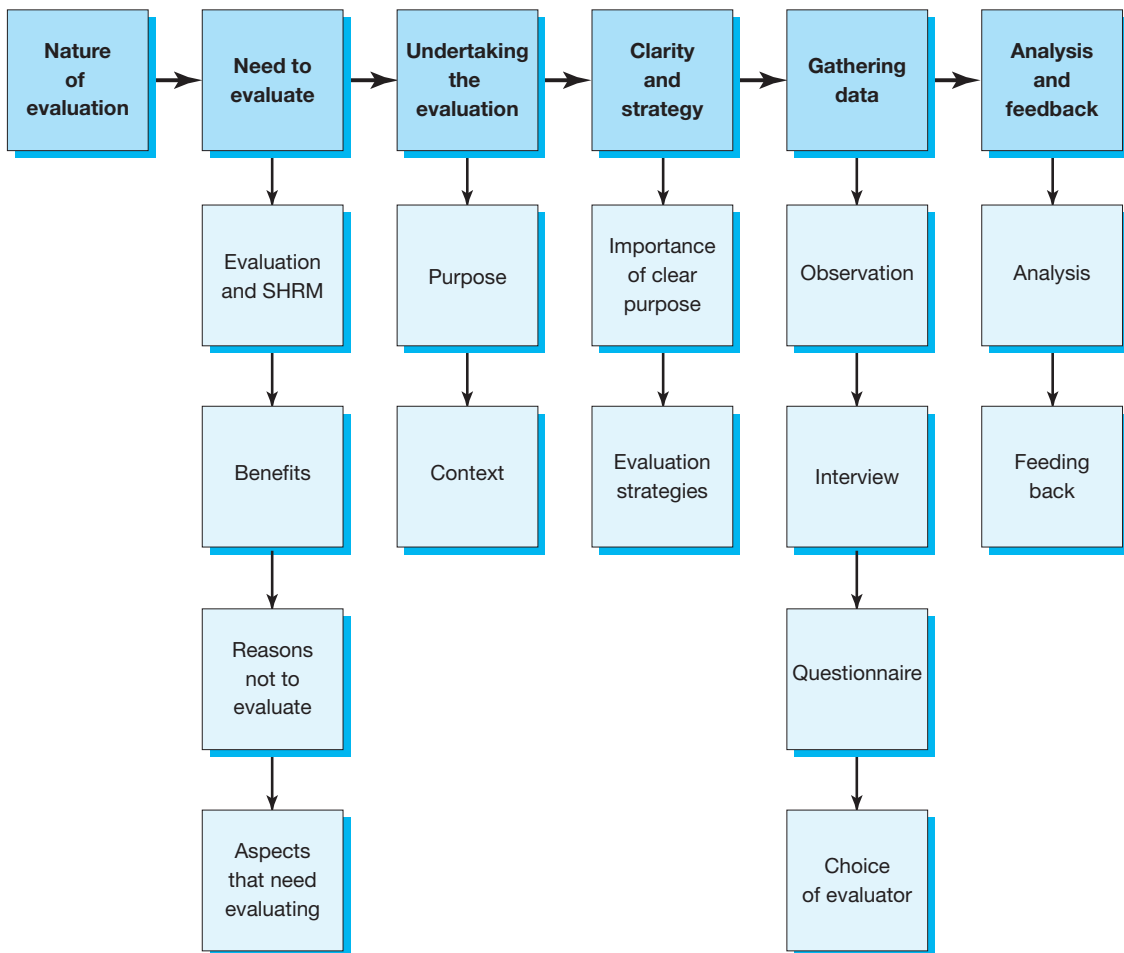 Nature
of
evaluation
Need to
evaluate
Undertaking
the
evaluation
Clarity
and
strategy
Gathering
data
Analysis
and
feedback
Evaluation
and SHRM
Purpose
Importance
of clear
purpose
Observation
Analysis
Benefits
Context
Evaluation
strategies
Interview
Feeding
back
Reasons
not to
evaluate
Questionnaire
Aspects
that need
evaluating
Choice
of evaluator